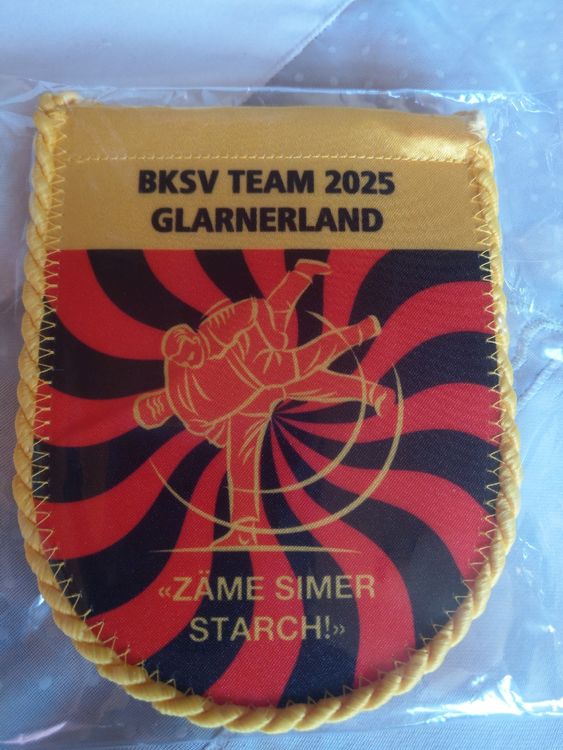 BKSV TEAM 2025
GLARNERLAND
«ZÄME SIMER
STARCH!»